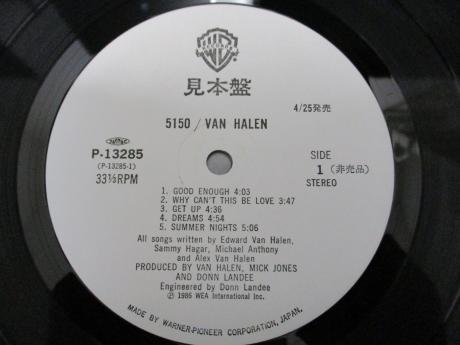 RECORDS
見本盤
4/25発売
5150 / VAN HALEN
P-13285
(P-13285-1)
33⅓RPM
SIDE
1 (非売品)
STEREO
1. GOOD ENOUGH 4:03
2. WHY CAN'T THIS BE LOVE 3:47
3. GET UP 4:36
4. DREAMS 4:54
5. SUMMER NIGHTS 5:06
All songs written by Edward Van Halen,
Sammy Hagar, Michael Anthony
and Alex Van Halen
PRODUCED BY VAN HALEN, MICK JONES
AND DONN LANDEE
Engineered by Donn Landee
Ⓟ 1986 WEA International Inc.
MADE BY WARNER-PIONEER CORPORATION, JAPAN.